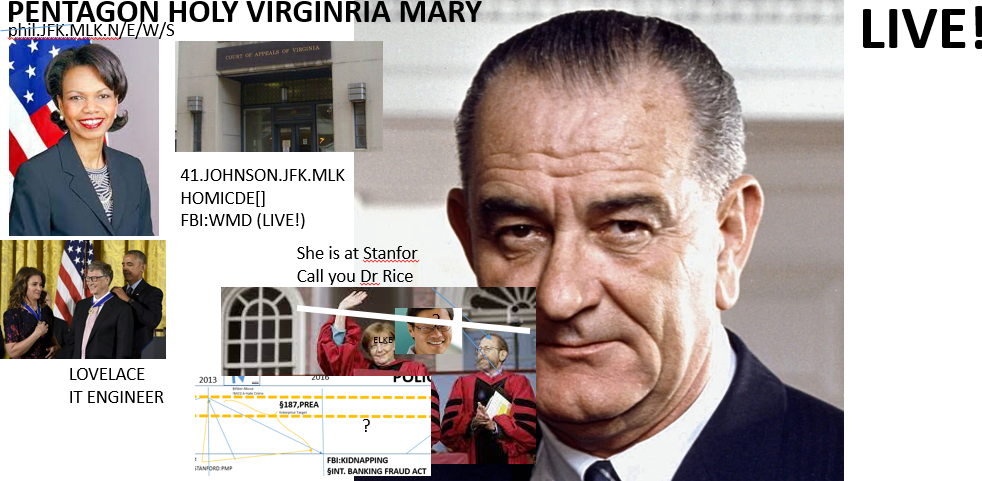 PENTAGON HOLY VIRGINRIA MARY
LIVE!
phil.JFK.MLK.N/E/W/S
COURT OF APPEALS OF VIRGINIA
41.JOHNSON.JFK.MLK
HOMICDE[]
FBI:WMD (LIVE!)
She is at Stanfor
Call you Dr Rice
LOVELACE
IT ENGINEER
ELKE
?
2013
2016
POLIC
§187,PREA
Enterprise Target
?
STANFORD:PMP
FBI:KIDNAPPING
§INT. BANKING FRAUD ACT